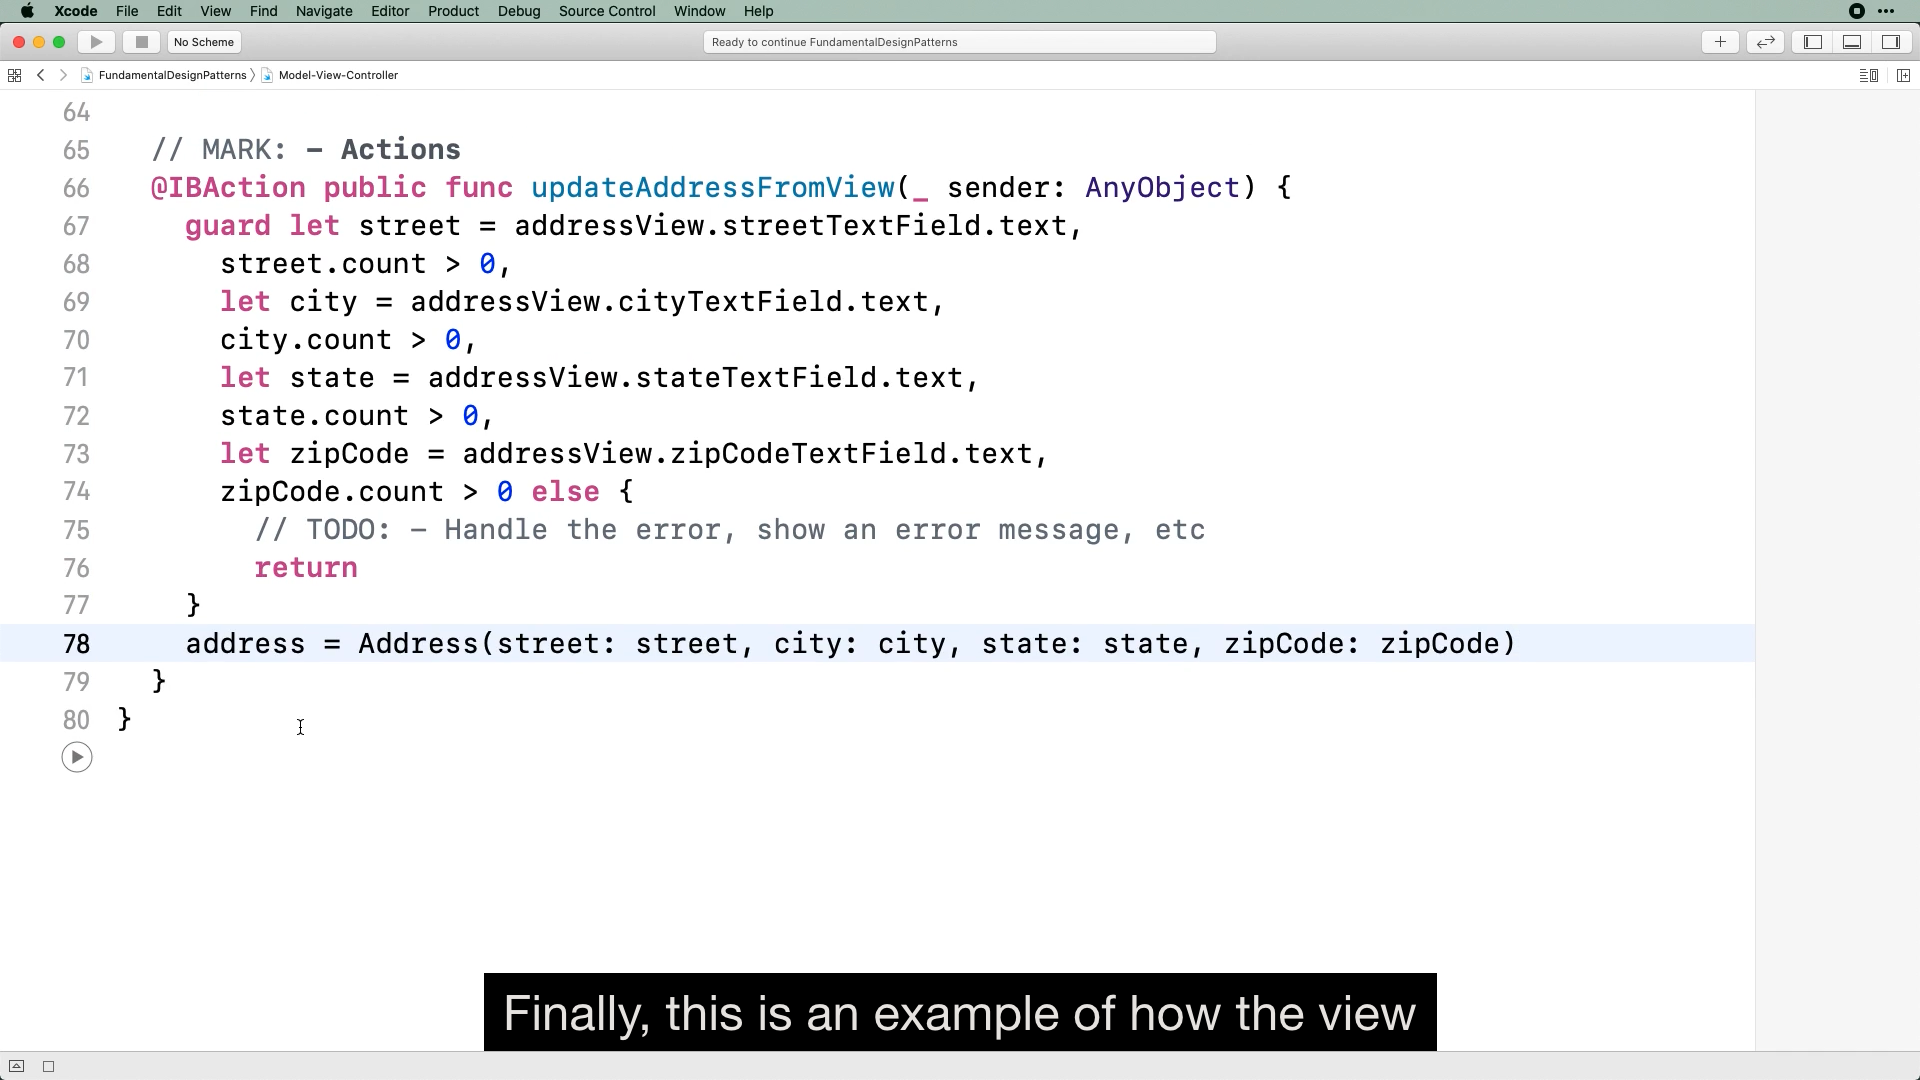 Xcode File Edit View Find Navigate Editor Product Debug Source Control Window Help
No Scheme
Ready to continue FundamentalDesignPatterns
FundamentalDesignPatterns
Model-View-Controller
64
65 // MARK: – Actions
66 @IBAction public func updateAddressFromView(_ sender: AnyObject) {
67 guard let street = addressView.streetTextField.text,
68 street.count > 0,
69 let city = addressView.cityTextField.text,
70 city.count > 0,
71 let state = addressView.stateTextField.text,
72 state.count > 0,
73 let zipCode = addressView.zipCodeTextField.text,
74 zipCode.count > 0 else {
75 // TODO: – Handle the error, show an error message, etc
76 return
77 }
78 address = Address(street: street, city: city, state: state, zipCode: zipCode)
79 }
80 }
Finally, this is an example of how the view